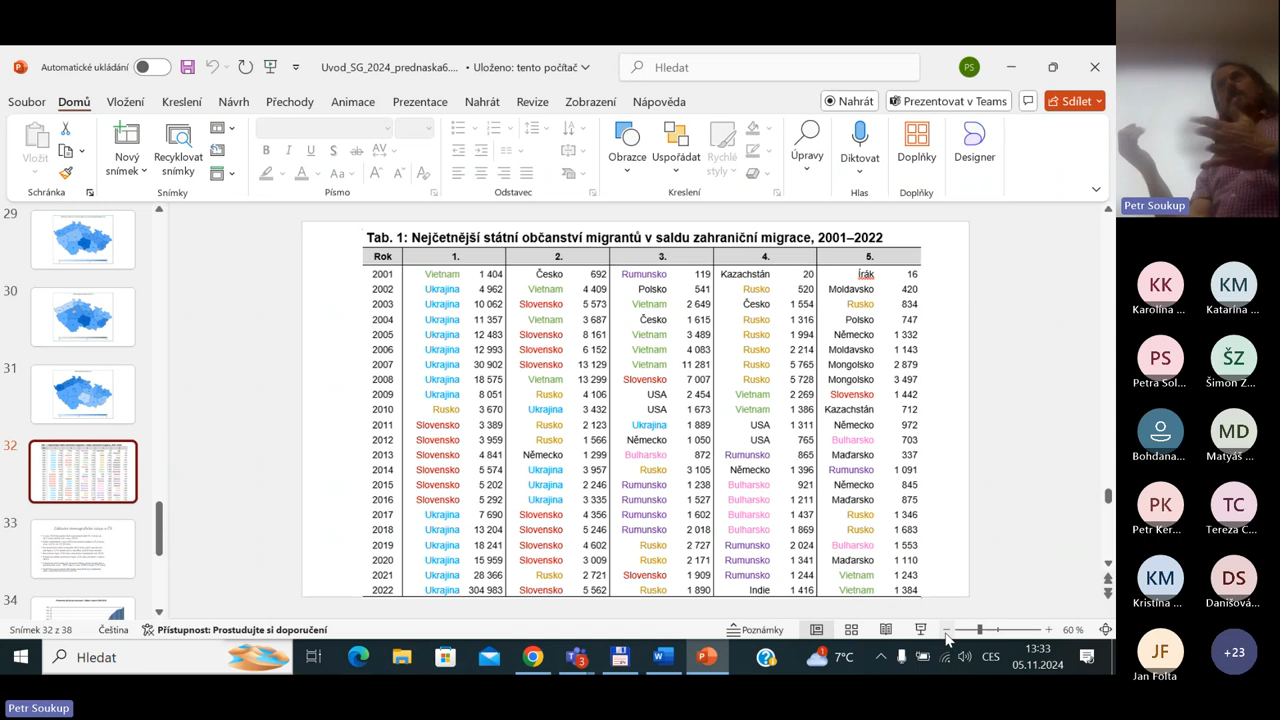 Automatické ukládání
Uvod_SG_2024_prednaska6.... • Uloženo: tento počítač
Hledat
PS
Soubor Domů Vložení Kreslení Návrh Přechody Animace Prezentace Nahrát Revize Zobrazení Nápověda
Nahrát Prezentovat v Teams Sdílet
Vložit
Nový snímek
Recyklovat snímky
Obrazce Uspořádat Rychlé styly
Úpravy Diktovat Doplňky Designer
Schránka Snímky Písmo Odstavec Kreslení Hlas Doplňky
29
30
31
32
33
34
Tab. 1: Nejčetnější státní občanství migrantů v saldu zahraniční migrace, 2001–2022
Rok 1. 2. 3. 4. 5.
2001 Vietnam 1 404 Česko 692 Rumunsko 119 Kazachstán 20 Írák 16
2002 Ukrajina 4 962 Vietnam 4 409 Polsko 541 Rusko 520 Moldavsko 420
2003 Ukrajina 10 062 Slovensko 5 573 Vietnam 2 649 Česko 1 554 Rusko 834
2004 Ukrajina 11 357 Vietnam 3 687 Česko 1 615 Rusko 1 316 Polsko 747
2005 Ukrajina 12 483 Slovensko 8 161 Vietnam 3 489 Rusko 1 994 Německo 1 332
2006 Ukrajina 12 993 Slovensko 6 152 Vietnam 4 083 Rusko 2 214 Moldavsko 1 143
2007 Ukrajina 30 902 Slovensko 13 129 Vietnam 11 281 Rusko 5 765 Mongolsko 2 879
2008 Ukrajina 18 575 Vietnam 13 299 Slovensko 7 007 Rusko 5 728 Mongolsko 3 497
2009 Ukrajina 8 051 Rusko 4 106 USA 2 454 Vietnam 2 269 Slovensko 1 442
2010 Rusko 3 670 Ukrajina 3 432 USA 1 673 Vietnam 1 386 Kazachstán 712
2011 Slovensko 3 389 Rusko 2 123 Ukrajina 1 889 USA 1 311 Německo 972
2012 Slovensko 3 959 Rusko 1 566 Německo 1 050 USA 765 Bulharsko 703
2013 Slovensko 4 841 Německo 1 299 Bulharsko 872 Rumunsko 865 Maďarsko 337
2014 Slovensko 5 574 Ukrajina 3 957 Rusko 3 105 Německo 1 396 Rumunsko 1 091
2015 Slovensko 5 202 Ukrajina 2 246 Rumunsko 1 238 Bulharsko 921 Německo 845
2016 Slovensko 5 292 Ukrajina 3 335 Rumunsko 1 527 Bulharsko 1 211 Maďarsko 875
2017 Ukrajina 7 690 Slovensko 4 356 Rumunsko 1 602 Bulharsko 1 437 Rusko 1 346
2018 Ukrajina 13 204 Slovensko 5 246 Rumunsko 2 018 Bulharsko 1 759 Rusko 1 683
2019 Ukrajina 18 241 Slovensko 4 602 Rusko 2 727 Rumunsko 2 024 Bulharsko 1 553
2020 Ukrajina 15 959 Slovensko 3 009 Rusko 2 171 Rumunsko 1 341 Maďarsko 1 110
2021 Ukrajina 28 366 Rusko 2 721 Slovensko 1 909 Rumunsko 1 244 Vietnam 1 243
2022 Ukrajina 304 983 Slovensko 5 562 Rusko 1 890 Indie 1 416 Vietnam 1 384
Snímek 32 z 38 Čeština Přístupnost: Prostudujte si doporučení
Poznámky
60 %
Hledat
3
7°C
CES
13:33
05.11.2024
Petr Soukup
Petr Soukup
KK
Karolína ...
KM
Katarína ...
PS
Petra Sol...
ŠZ
Šimon Z...
Bohdana...
MD
Matyáš ...
PK
Petr Ker...
TC
Tereza C...
KM
Kristína ...
DS
Danišová...
JF
Jan Folta
+23